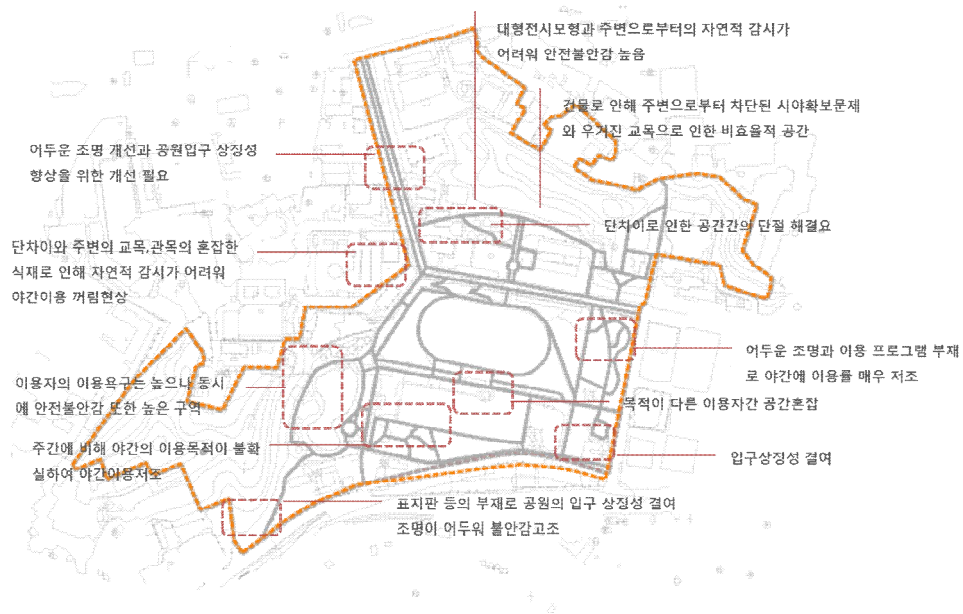 대형전시모형과 주변으로부터의 자연적 감시가
어려워 안전불안감 높음
건물로 인해 주변으로부터 차단된 시야확보문제
와 우거진 교목으로 인한 비효율적 공간
어두운 조명 개선과 공원입구 상징성
향상을 위한 개선 필요
단차이로 인한 공간간의 단절 해결요
단차이와 주변의 교목,관목의 혼잡한
식재로 인해 자연적 감시가 어려워
야간이용 꺼림현상
어두운 조명과 이용 프로그램 부재
로 야간에 이용률 매우 저조
이용자의 이용욕구는 높으나 동시
에 안전불안감 또한 높은 구역
목적이 다른 이용자간 공간혼잡
주간에 비해 야간의 이용목적이 불확
실하여 야간이용저조
입구상징성 결여
표지판 등의 부재로 공원의 입구 상징성 결여
조명이 어두워 불안감고조